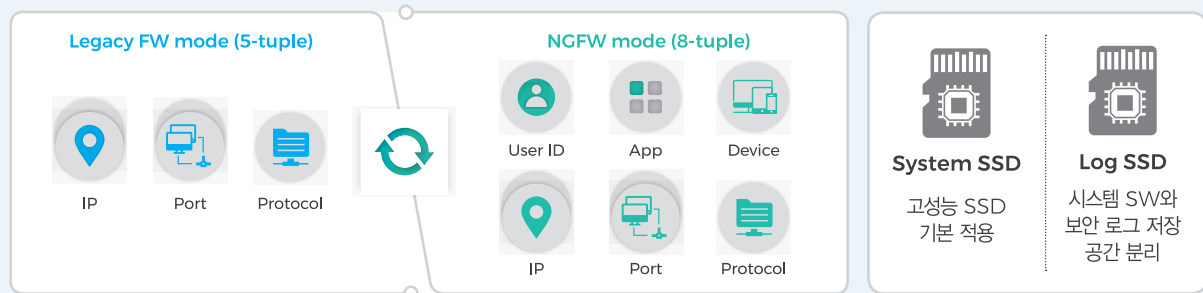 Legacy FW mode (5-tuple)
IP
Port
Protocol
NGFW mode (8-tuple)
User ID
App
Device
IP
Port
Protocol
System SSD
고성능 SSD
기본 적용
Log SSD
시스템 SW와
보안 로그 저장
공간 분리